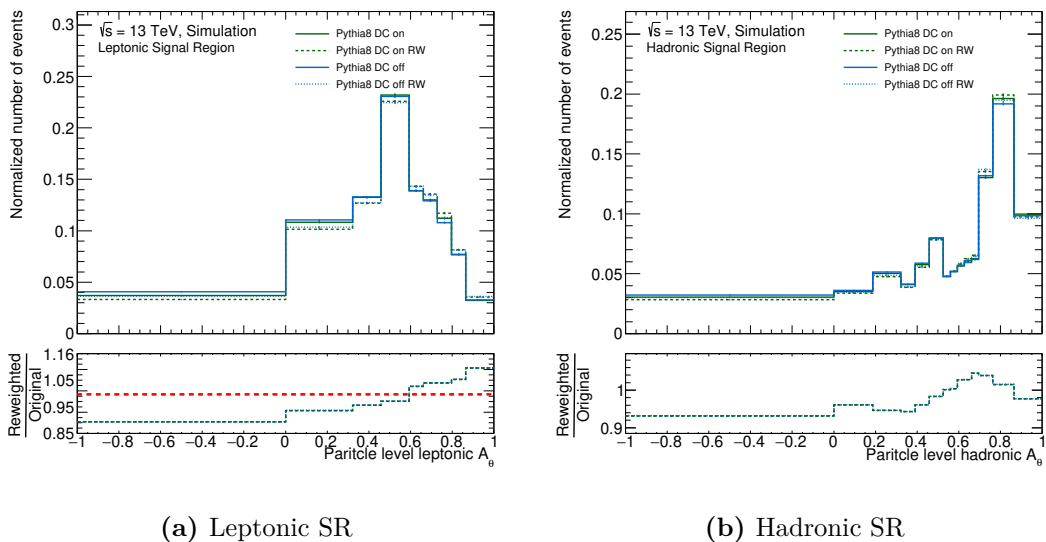 Normalized number of events
√s = 13 TeV, Simulation
Leptonic Signal Region
Pythia8 DC on
Pythia8 DC on RW
Pythia8 DC off
Pythia8 DC off RW
0.3
0.25
0.2
0.15
0.1
0.05
0
Reweighted
Original
1.16
1.05
0.95
0.85
−1 −0.8 −0.6 −0.4 −0.2 0 0.2 0.4 0.6 0.8 1
Paritcle level leptonic A_θ
(a) Leptonic SR
Normalized number of events
√s = 13 TeV, Simulation
Hadronic Signal Region
Pythia8 DC on
Pythia8 DC on RW
Pythia8 DC off
Pythia8 DC off RW
0.25
0.2
0.15
0.1
0.05
0
Reweighted
Original
1
0.9
−1 −0.8 −0.6 −0.4 −0.2 0 0.2 0.4 0.6 0.8 1
Paritcle level hadronic A_θ
(b) Hadronic SR